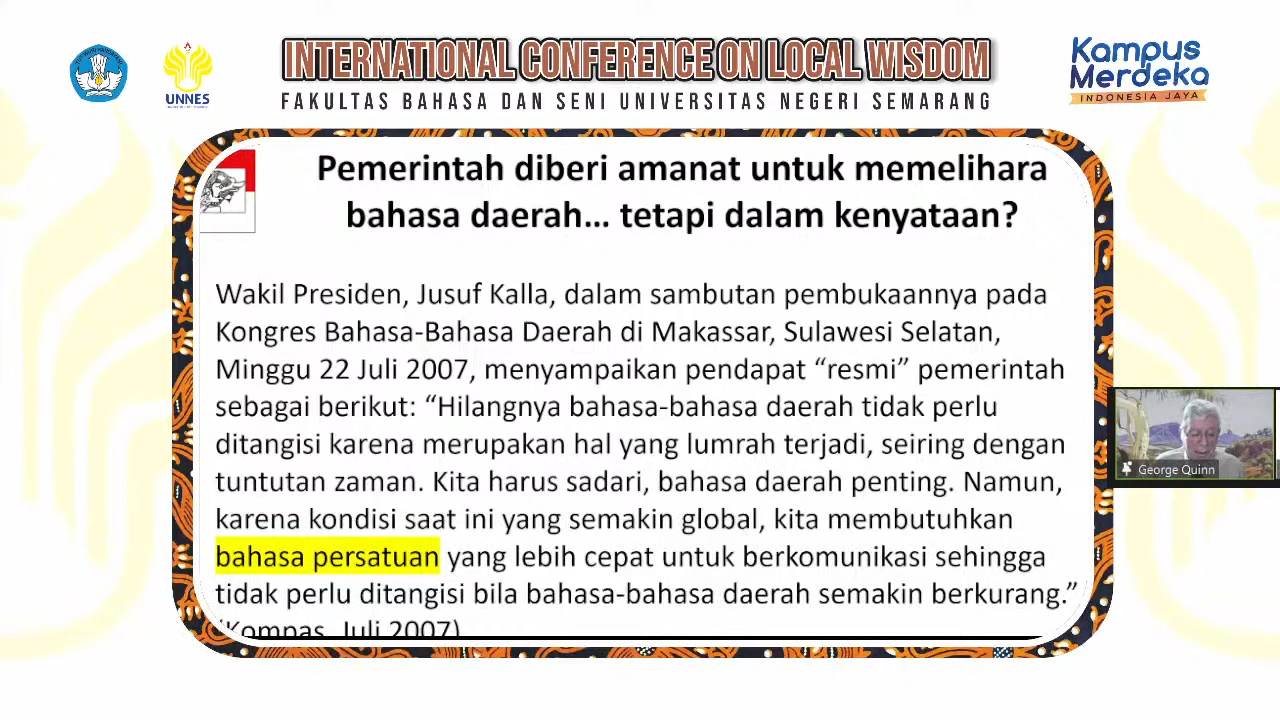 INTERNATIONAL CONFERENCE ON LOCAL WISDOM
FAKULTAS BAHASA DAN SENI UNIVERSITAS NEGERI SEMARANG
UNNES
Kampus
Merdeka
INDONESIA JAYA
Pemerintah diberi amanat untuk memelihara
bahasa daerah... tetapi dalam kenyataan?
Wakil Presiden, Jusuf Kalla, dalam sambutan pembukaannya pada
Kongres Bahasa-Bahasa Daerah di Makassar, Sulawesi Selatan,
Minggu 22 Juli 2007, menyampaikan pendapat “resmi” pemerintah
sebagai berikut: “Hilangnya bahasa-bahasa daerah tidak perlu
ditangisi karena merupakan hal yang lumrah terjadi, seiring dengan
tuntutan zaman. Kita harus sadari, bahasa daerah penting. Namun,
karena kondisi saat ini yang semakin global, kita membutuhkan
bahasa persatuan yang lebih cepat untuk berkomunikasi sehingga
tidak perlu ditangisi bila bahasa-bahasa daerah semakin berkurang.”
(Kompas, Juli 2007)
George Quinn